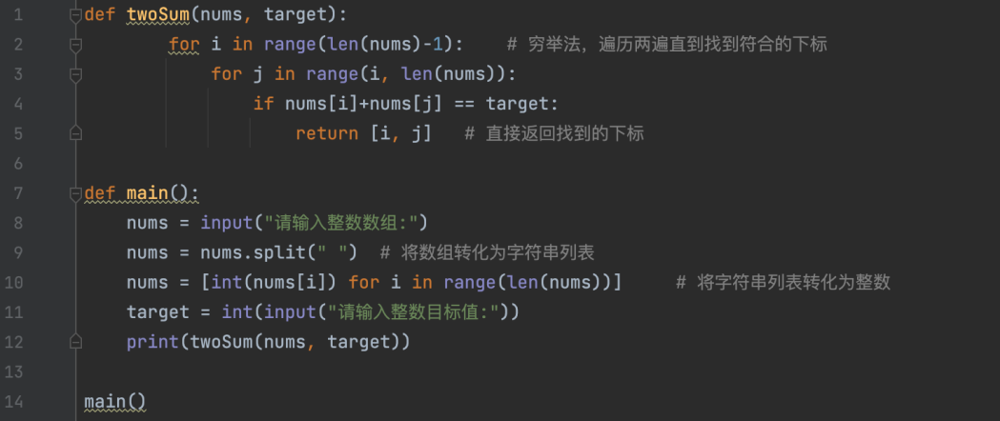 1 def twoSum(nums, target):
2         for i in range(len(nums)-1):    # 穷举法，遍历两遍直到找到符合的下标
3             for j in range(i, len(nums)):
4                 if nums[i]+nums[j] == target:
5                     return [i, j]   # 直接返回找到的下标
6
7 def main():
8     nums = input("请输入整数数组:")
9     nums = nums.split(" ")  # 将数组转化为字符串列表
10     nums = [int(nums[i]) for i in range(len(nums))]     # 将字符串列表转化为整数
11     target = int(input("请输入整数目标值:"))
12     print(twoSum(nums, target))
13
14 main()